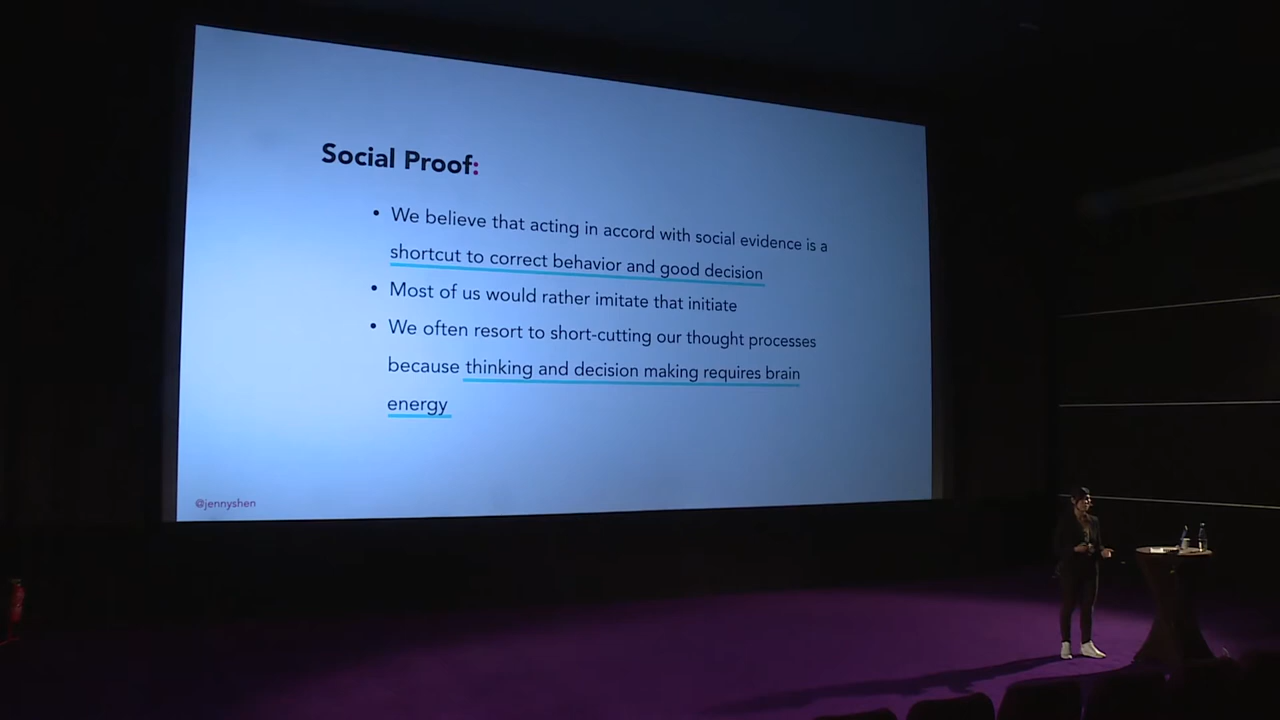 Social Proof:
• We believe that acting in accord with social evidence is a
shortcut to correct behavior and good decision
• Most of us would rather imitate that initiate
• We often resort to short-cutting our thought processes
because thinking and decision making requires brain
energy
@jennyshen